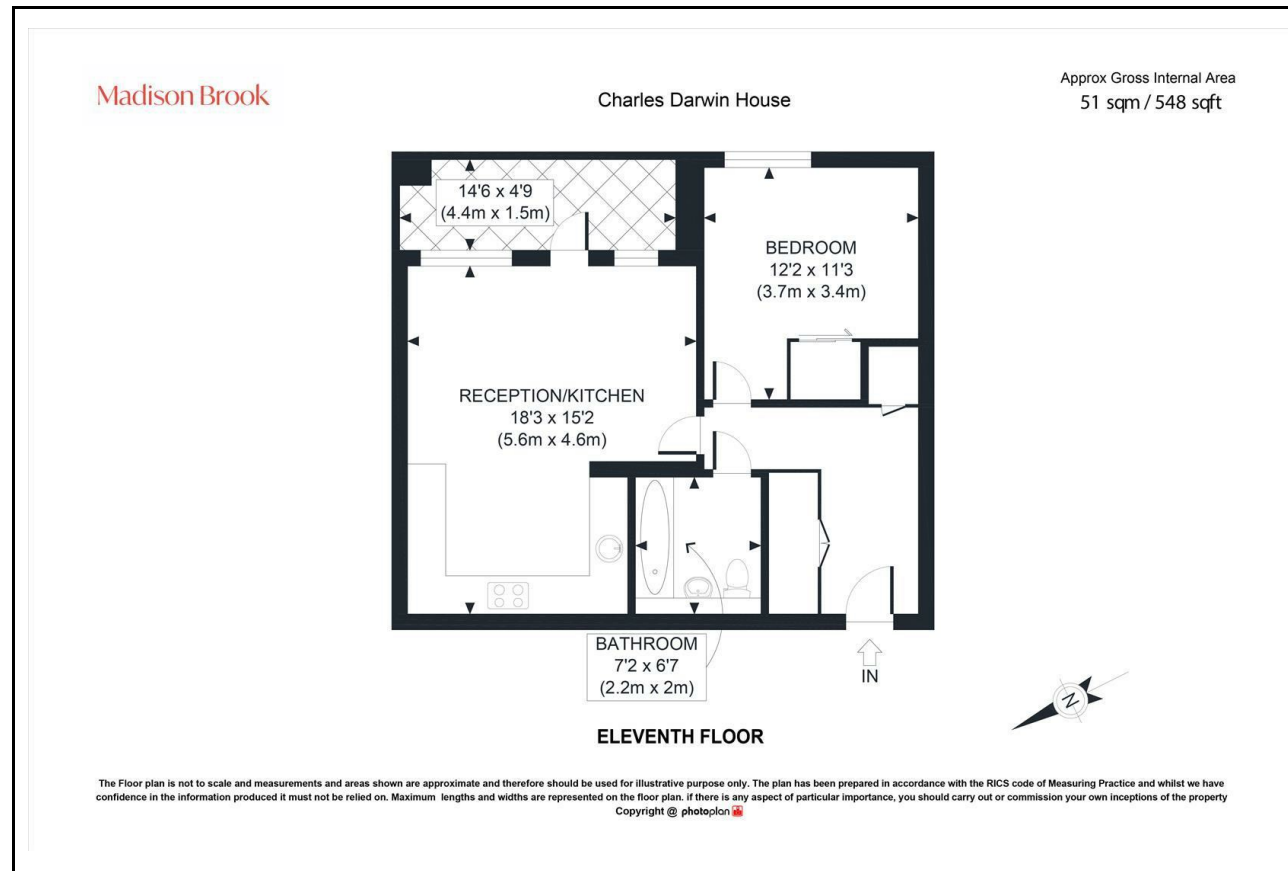 Madison Brook
Charles Darwin House
Approx Gross Internal Area
51 sqm / 548 sqft
14'6 x 4'9
(4.4m x 1.5m)
BEDROOM
12'2 x 11'3
(3.7m x 3.4m)
RECEPTION/KITCHEN
18'3 x 15'2
(5.6m x 4.6m)
BATHROOM
7'2 x 6'7
(2.2m x 2m)
IN
N
ELEVENTH FLOOR
The Floor plan is not to scale and measurements and areas shown are approximate and therefore should be used for illustrative purpose only. The plan has been prepared in accordance with the RICS code of Measuring Practice and whilst we have
confidence in the information produced it must not be relied on. Maximum lengths and widths are represented on the floor plan. if there is any aspect of particular importance, you should carry out or commission your own inceptions of the property
Copyright @ photoplan